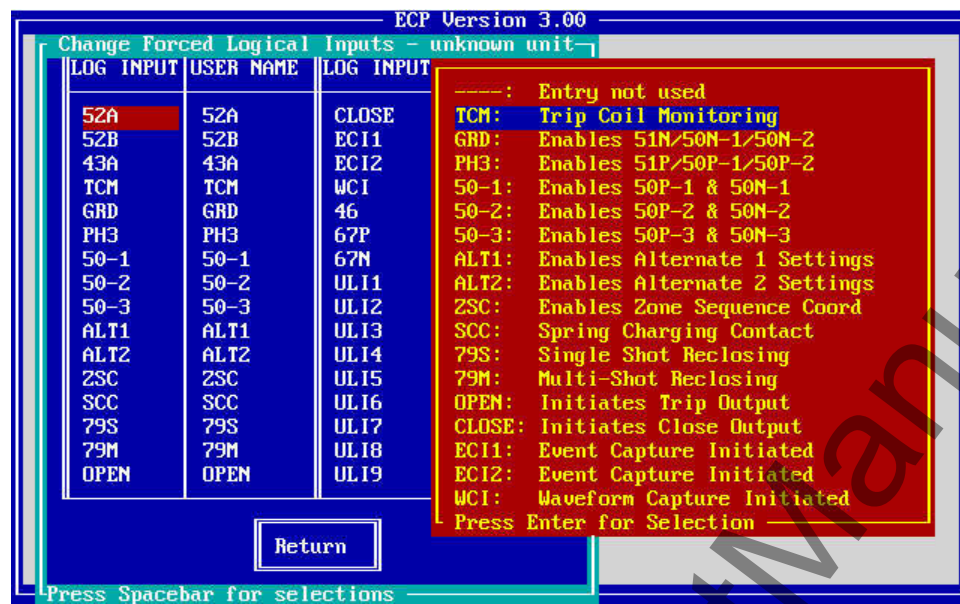 ECP Version 3.00
Change Forced Logical Inputs - unknown unit
LOG INPUT USER NAME LOG INPUT
52A 52A CLOSE
52B 52B ECI1
43A 43A ECI2
TCM TCM WCI
GRD GRD 46
PH3 PH3 67P
50-1 50-1 67N
50-2 50-2 ULI1
50-3 50-3 ULI2
ALT1 ALT1 ULI3
ALT2 ALT2 ULI4
ZSC ZSC ULI5
SCC SCC ULI6
79S 79S ULI7
79M 79M ULI8
OPEN OPEN ULI9
Return
Press Spacebar for selections
----: Entry not used
TCM: Trip Coil Monitoring
GRD: Enables 51N/50N-1/50N-2
PH3: Enables 51P/50P-1/50P-2
50-1: Enables 50P-1 & 50N-1
50-2: Enables 50P-2 & 50N-2
50-3: Enables 50P-3 & 50N-3
ALT1: Enables Alternate 1 Settings
ALT2: Enables Alternate 2 Settings
ZSC: Enables Zone Sequence Coord
SCC: Spring Charging Contact
79S: Single Shot Reclosing
79M: Multi-Shot Reclosing
OPEN: Initiates Trip Output
CLOSE: Initiates Close Output
ECI1: Event Capture Initiated
ECI2: Event Capture Initiated
WCI: Waveform Capture Initiated
Press Enter for Selection